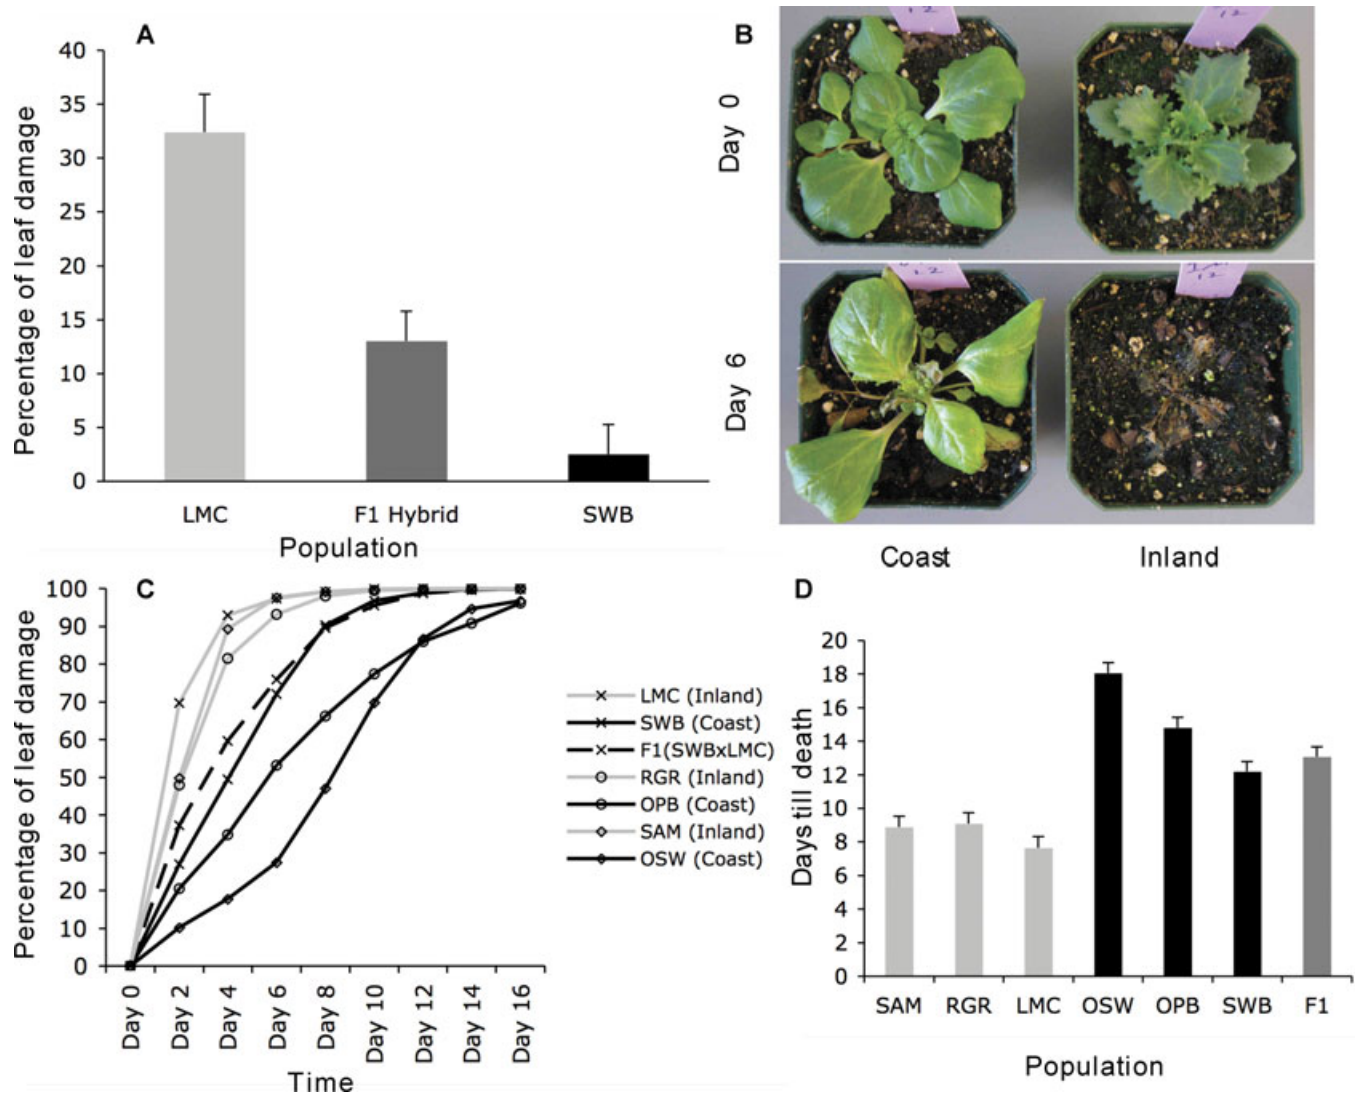 A
40
35
30
25
20
15
10
5
0
Percentage of leaf damage
LMC F1 Hybrid SWB
Population
B
Day 0
12
12
Day 6
12
12
Coast Inland
C
100
90
80
70
60
50
40
30
20
10
0
Percentage of leaf damage
Day 0 Day 2 Day 4 Day 6 Day 8 Day 10 Day 12 Day 14 Day 16
Time
LMC (Inland)
SWB (Coast)
F1(SWBxLMC)
RGR (Inland)
OPB (Coast)
SAM (Inland)
OSW (Coast)
D
20
18
16
14
12
10
8
6
4
2
0
Days till death
SAM RGR LMC OSW OPB SWB F1
Population